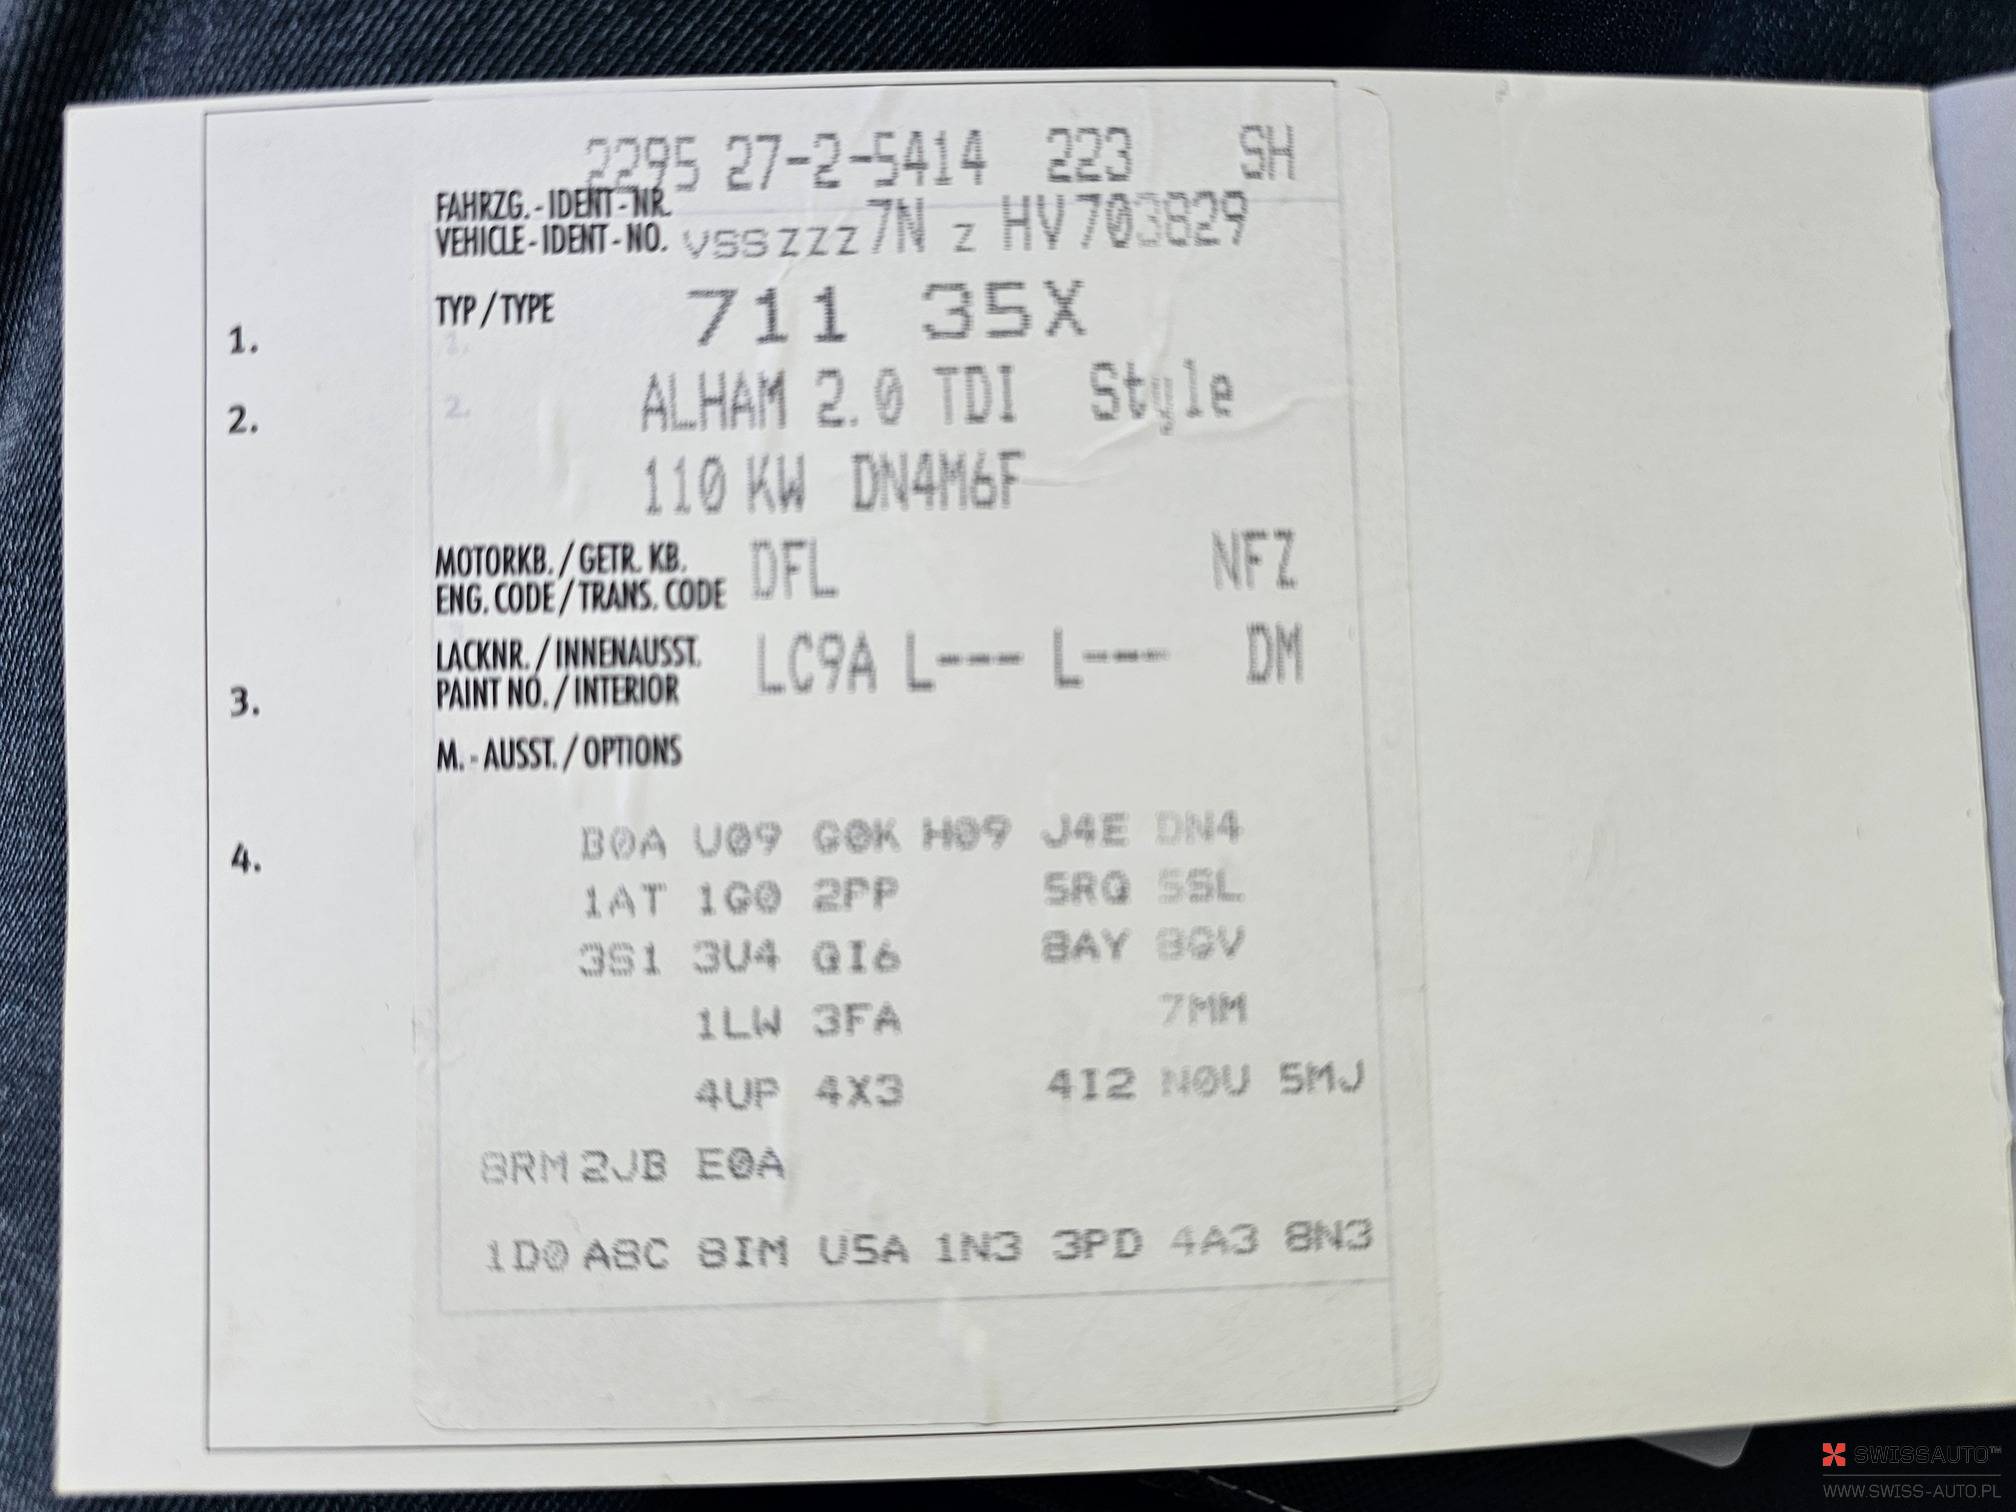 2295 27-2-5414 223 SH
FAHRZG.-IDENT-NR.
VEHICLE-IDENT-NO. VSSZZZ7N Z HV703829
TYP/TYPE 711 35X
1.
1.
ALHAM 2.0 TDI Style
2.
2.
110 KW DN4M6F
MOTORKB./GETR. KB.
ENG. CODE/TRANS. CODE DFL NFZ
LACKNR./INNENAUSST.
PAINT NO./INTERIOR LC9A L--- L--- DM
3.
M.-AUSST./OPTIONS
B0A U09 G0K H09 J4E DN4
4.
1AT 1G0 2PP 5RQ 5SL
3S1 3U4 QI6 8AY 8GV
1LW 3FA 7MM
4UP 4X3 4I2 N0U 5MJ
8RM 2JB E0A
1D0 A8C 8IM U5A 1N3 3PD 4A3 8N3
SWISSAUTO™
WWW.SWISS-AUTO.PL